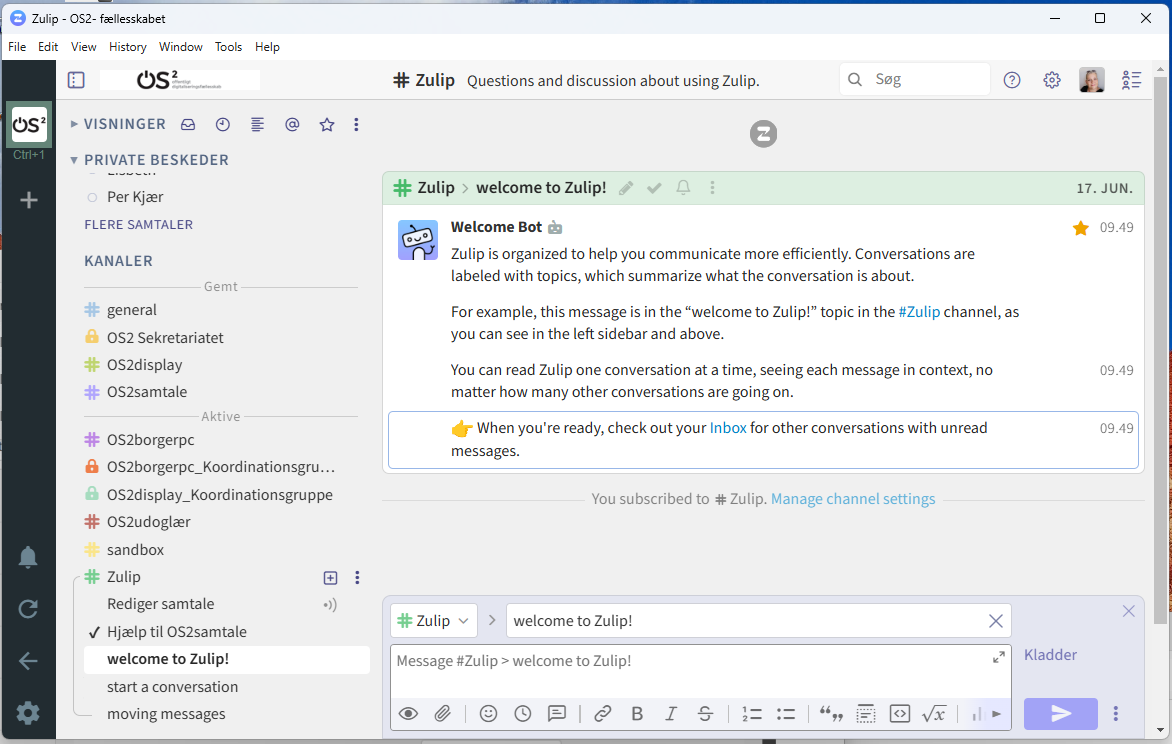 Zulip - OS2- fællesskabet
File Edit View History Window Tools Help
OS²
offentligt
digitaliseringsfællesskab
# Zulip Questions and discussion about using Zulip.
Søg
OS²
Ctrl+1
VISNINGER
PRIVATE BESKEDER
Lisbeth
Per Kjær
FLERE SAMTALER
KANALER
Gemt
general
OS2 Sekretariatet
OS2display
OS2samtale
Aktive
OS2borgerpc
OS2borgerpc_Koordinationsgru…
OS2display_Koordinationsgruppe
OS2udoglær
sandbox
Zulip
Rediger samtale
Hjælp til OS2samtale
welcome to Zulip!
start a conversation
moving messages
# Zulip > welcome to Zulip! 17. JUN.
Welcome Bot 09.49
Zulip is organized to help you communicate more efficiently. Conversations are
labeled with topics, which summarize what the conversation is about.
For example, this message is in the “welcome to Zulip!” topic in the #Zulip channel, as
you can see in the left sidebar and above.
You can read Zulip one conversation at a time, seeing each message in context, no 09.49
matter how many other conversations are going on.
👉 When you're ready, check out your Inbox for other conversations with unread 09.49
messages.
You subscribed to # Zulip. Manage channel settings
# Zulip > welcome to Zulip!
Message #Zulip > welcome to Zulip!
Kladder